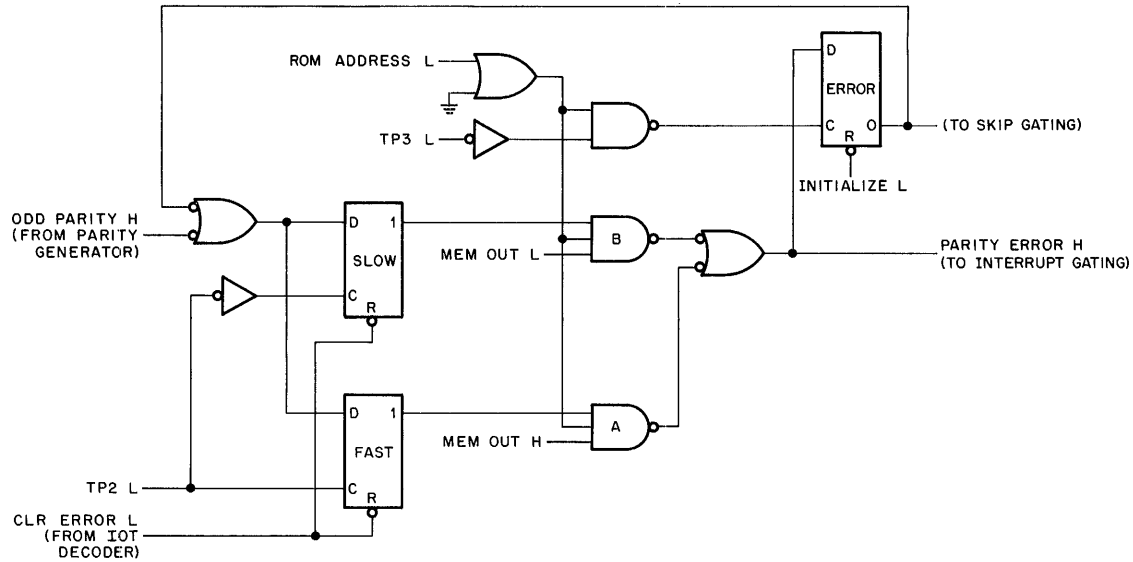 ROM ADDRESS L
D
ERROR
C
O
R
(TO SKIP GATING)
TP3 L
INITIALIZE L
ODD PARITY H
(FROM PARITY
GENERATOR)
D
1
SLOW
C
R
B
MEM OUT L
PARITY ERROR H
(TO INTERRUPT GATING)
D
1
FAST
C
R
A
MEM OUT H
TP2 L
CLR ERROR L
(FROM IOT
DECODER)